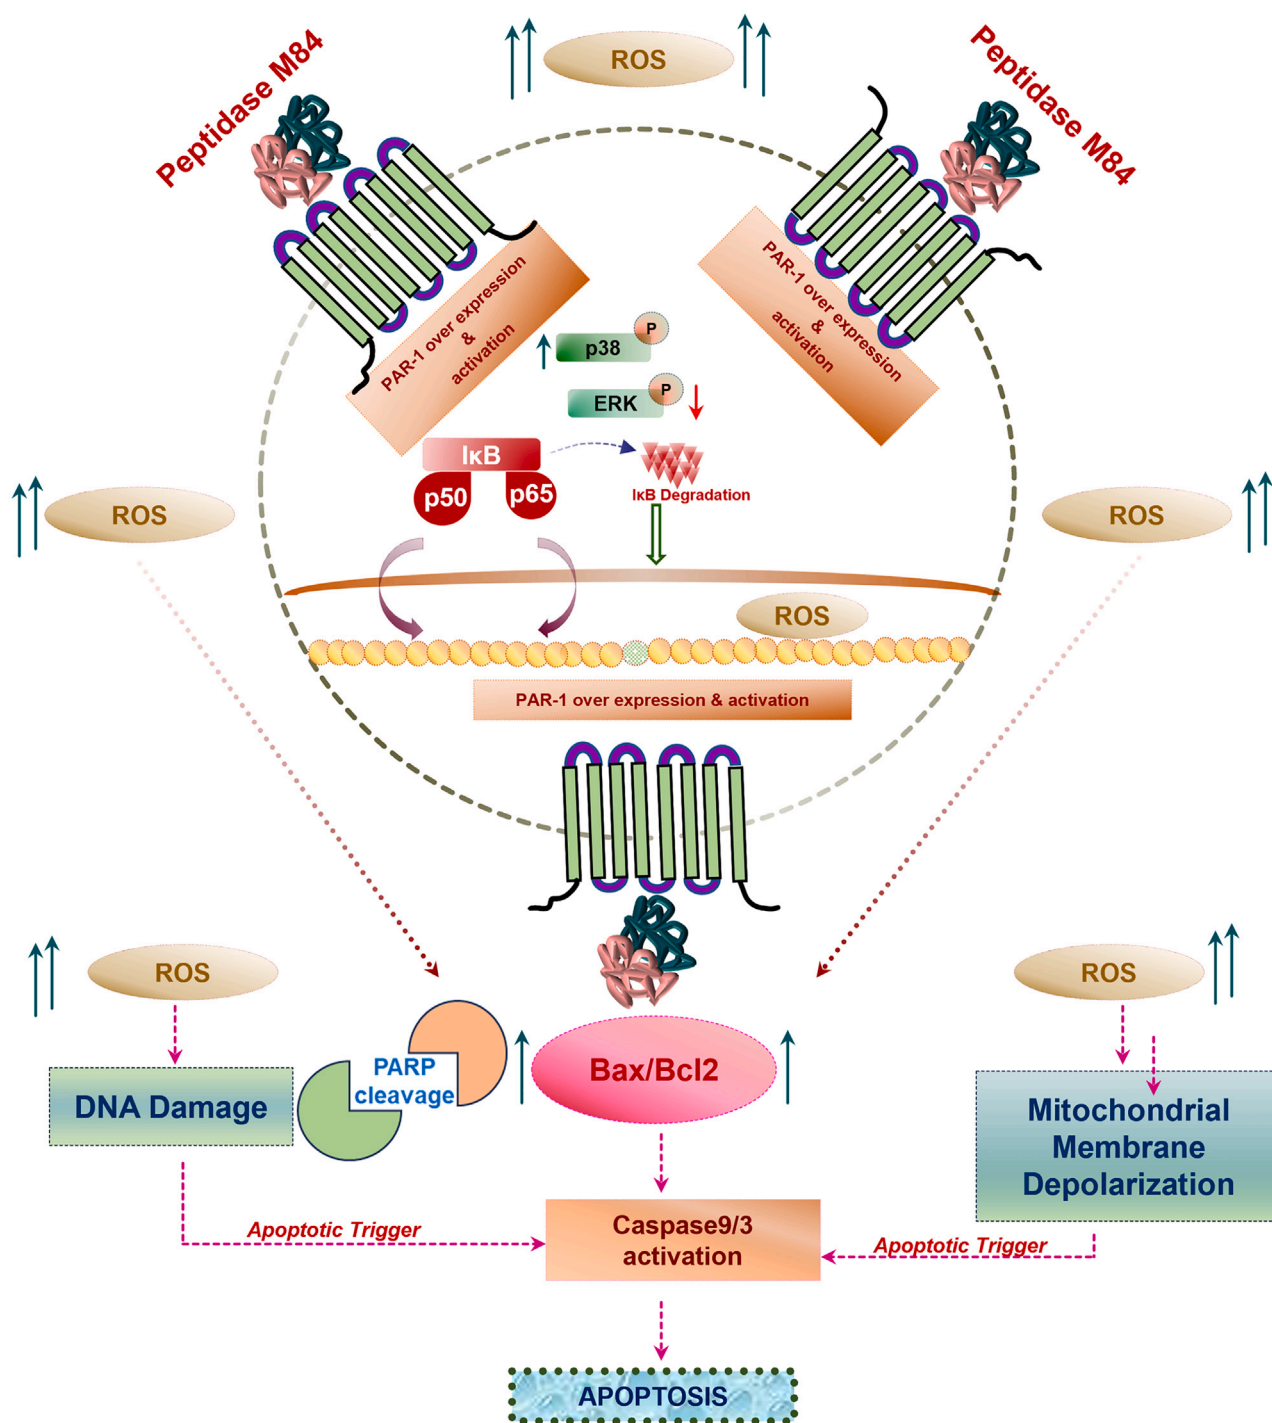 ROS
Peptidase M84
Peptidase M84
PAR-1 over expression
&
activation
PAR-1 over expression
&
activation
p38
P
ERK
P
IκB
p50
p65
IκB Degradation
ROS
ROS
ROS
PAR-1 over expression & activation
ROS
ROS
PARP
cleavage
Bax/Bcl2
DNA Damage
Mitochondrial
Membrane
Depolarization
Apoptotic Trigger
Caspase9/3
activation
Apoptotic Trigger
APOPTOSIS